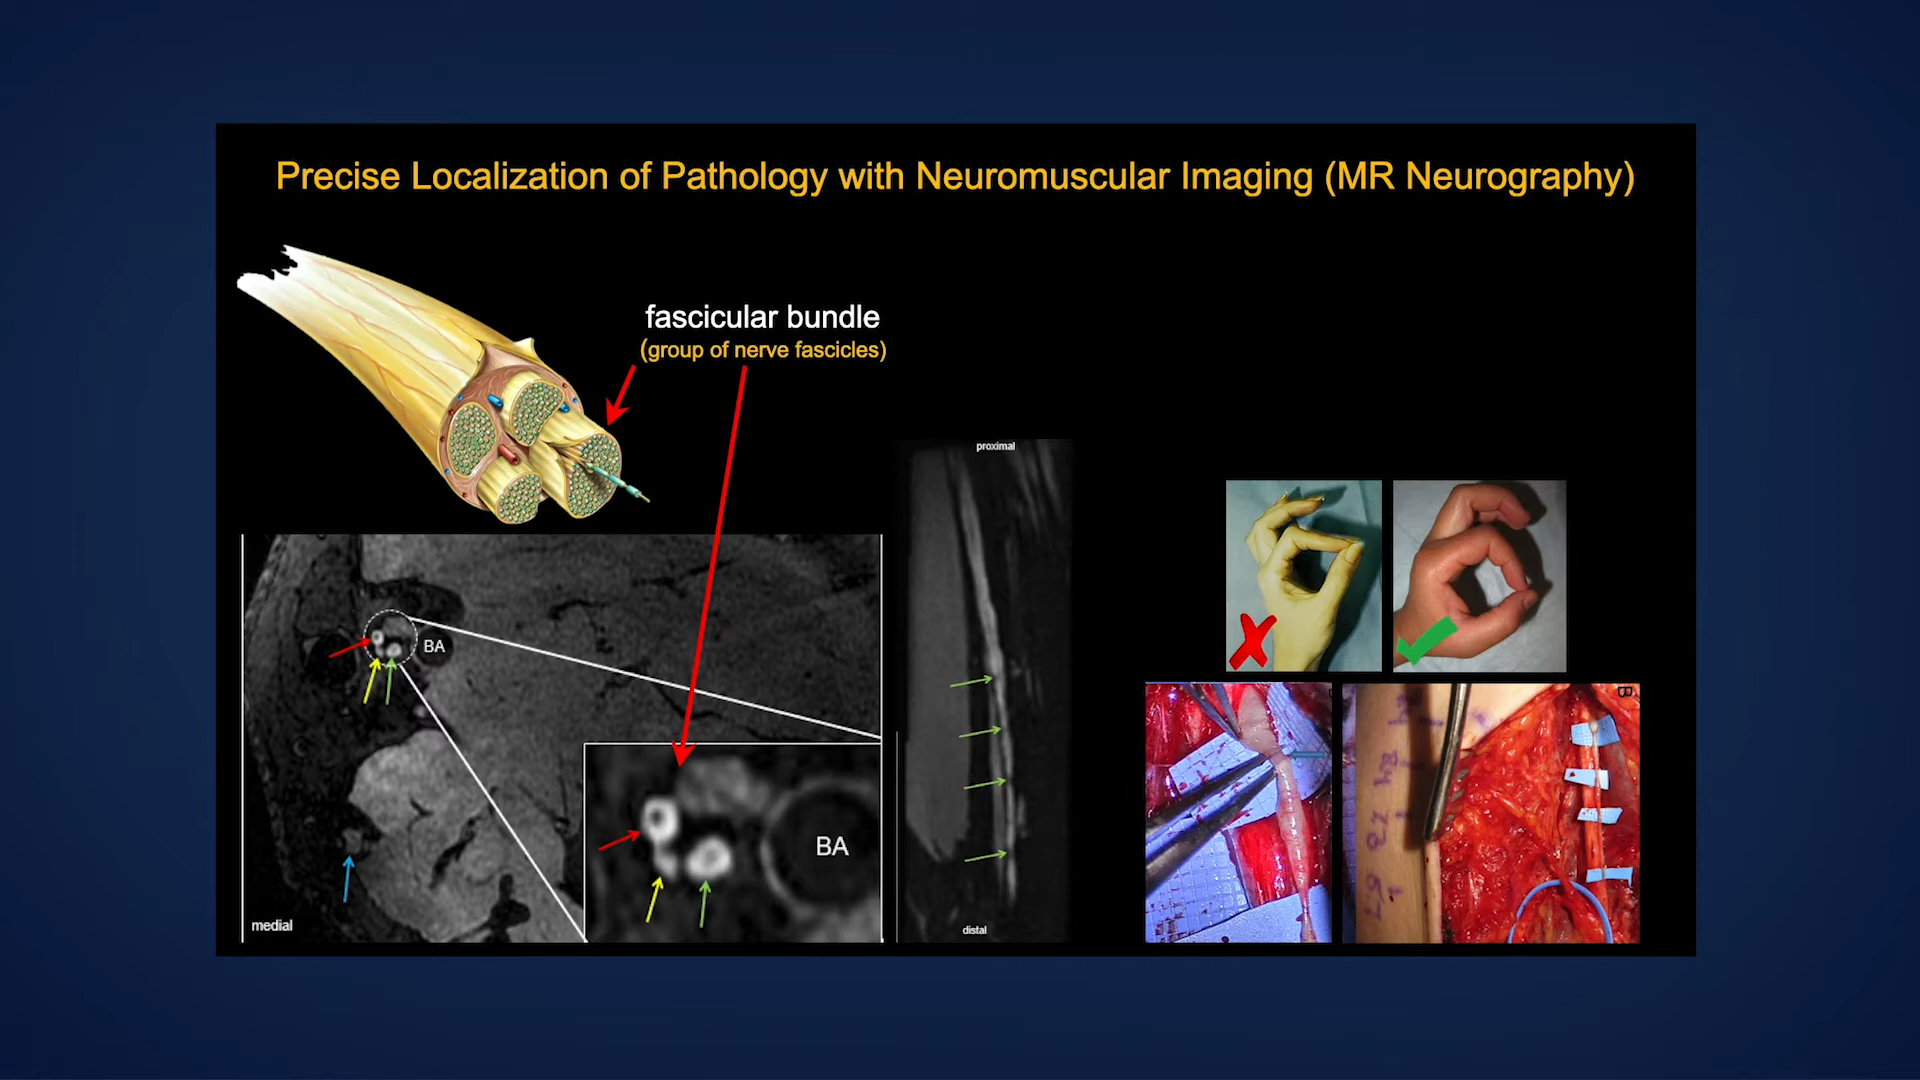 Precise Localization of Pathology with Neuromuscular Imaging (MR Neurography)
fascicular bundle
(group of nerve fascicles)
proximal
BA
BA
medial
distal
B